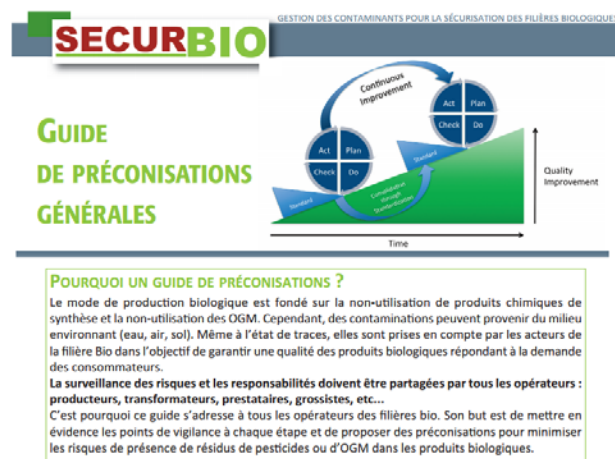 GESTION DES CONTAMINANTS POUR LA SÉCURISATION DES FILIÈRES BIOLOGIQUES
SECURBIO
GUIDE
DE PRÉCONISATIONS
GÉNÉRALES
Continuous
Improvement
Act
Plan
Check
Do
Standard
Act
Plan
Check
Do
Standard
Consolidation
through
Standardization
Quality
Improvement
Time
POURQUOI UN GUIDE DE PRÉCONISATIONS ?
Le mode de production biologique est fondé sur la non-utilisation de produits chimiques de
synthèse et la non-utilisation des OGM. Cependant, des contaminations peuvent provenir du milieu
environnant (eau, air, sol). Même à l'état de traces, elles sont prises en compte par les acteurs de
la filière Bio dans l'objectif de garantir une qualité des produits biologiques répondant à la demande
des consommateurs.
La surveillance des risques et les responsabilités doivent être partagées par tous les opérateurs :
producteurs, transformateurs, prestataires, grossistes, etc...
C'est pourquoi ce guide s'adresse à tous les opérateurs des filières bio. Son but est de mettre en
évidence les points de vigilance à chaque étape et de proposer des préconisations pour minimiser
les risques de présence de résidus de pesticides ou d'OGM dans les produits biologiques.